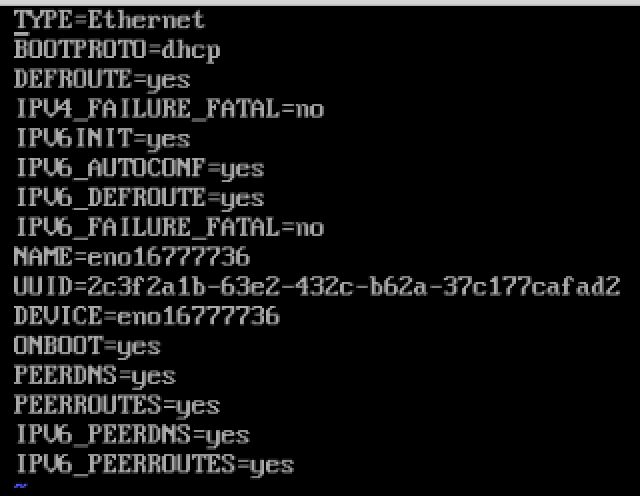 TYPE=Ethernet
BOOTPROTO=dhcp
DEFROUTE=yes
IPV4_FAILURE_FATAL=no
IPV6INIT=yes
IPV6_AUTOCONF=yes
IPV6_DEFROUTE=yes
IPV6_FAILURE_FATAL=no
NAME=eno16777736
UUID=2c3f2a1b-63e2-432c-b62a-37c177cafad2
DEVICE=eno16777736
ONBOOT=yes
PEERDNS=yes
PEERROUTES=yes
IPV6_PEERDNS=yes
IPV6_PEERROUTES=yes
~